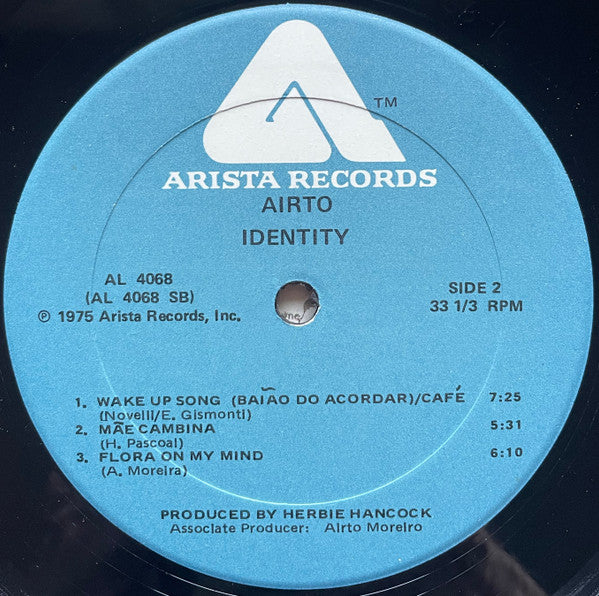 TM
ARISTA RECORDS
AIRTO
IDENTITY
AL 4068
(AL 4068 SB)
℗ 1975 Arista Records, Inc.
SIDE 2
33 1/3 RPM
1. WAKE UP SONG (BAIÃO DO ACORDAR)/CAFÉ 7:25
(Novelli/E. Gismonti)
2. MÃE CAMBINA 5:31
(H. Pascoal)
3. FLORA ON MY MIND 6:10
(A. Moreira)
PRODUCED BY HERBIE HANCOCK
Associate Producer: Airto Moreiro